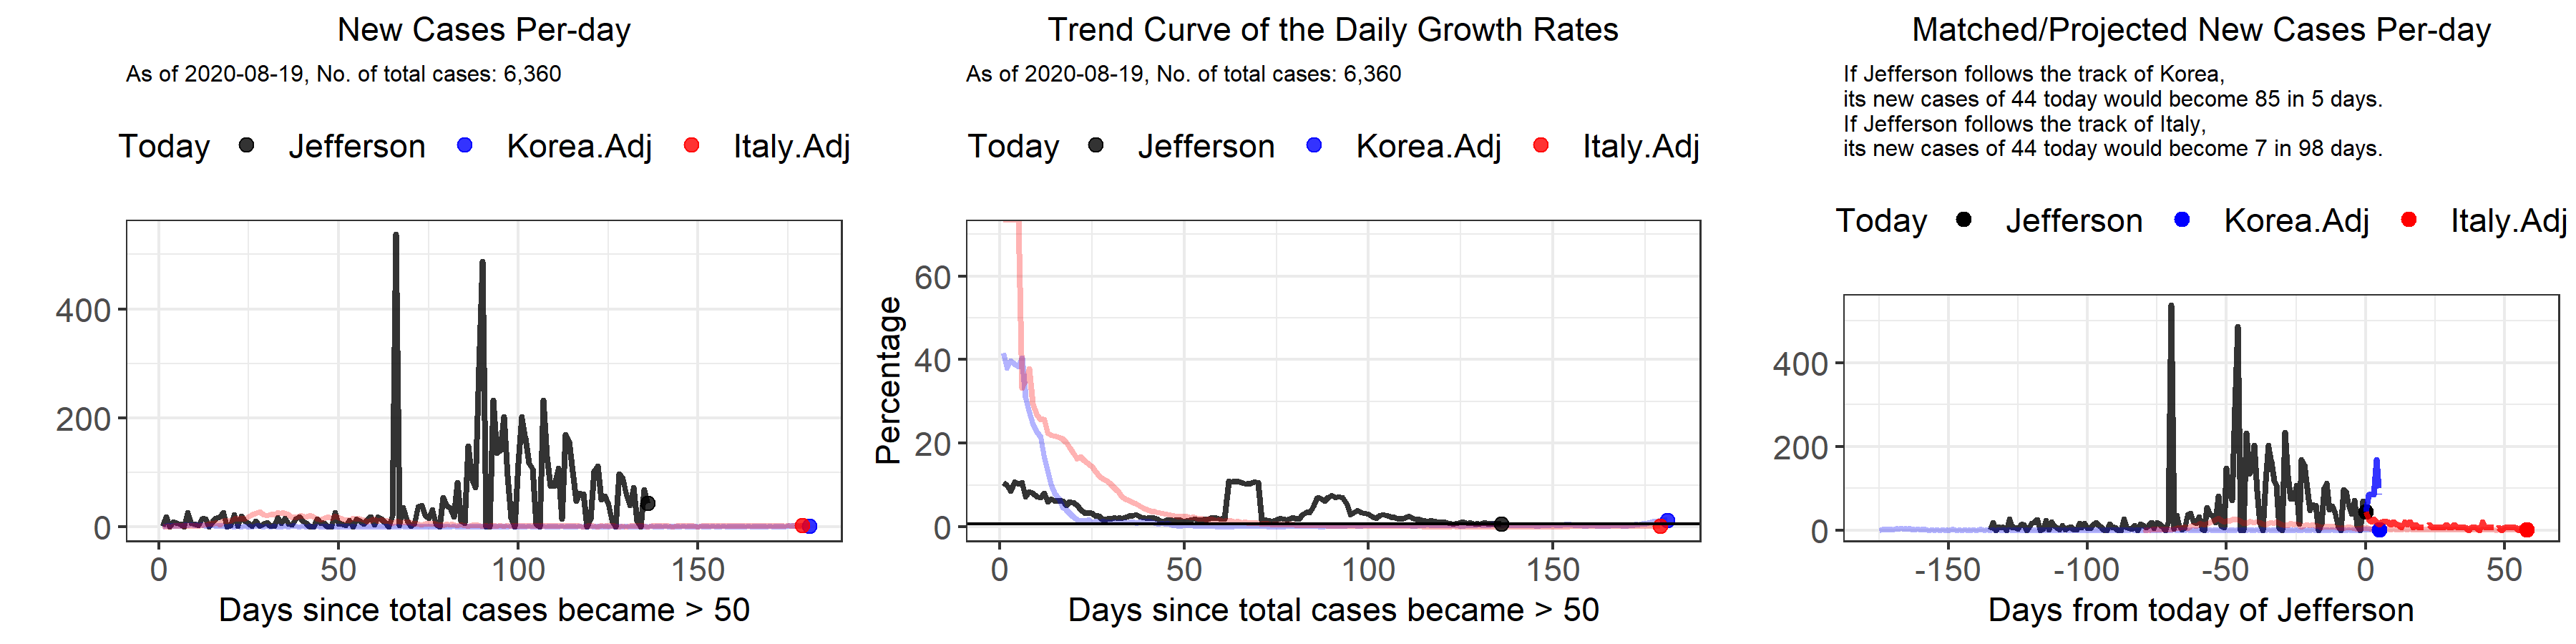 New Cases Per-day
As of 2020-08-19, No. of total cases: 6,360
Today Jefferson Korea.Adj Italy.Adj
400
200
0
0 50 100 150
Days since total cases became > 50
Trend Curve of the Daily Growth Rates
As of 2020-08-19, No. of total cases: 6,360
Today Jefferson Korea.Adj Italy.Adj
Percentage
60
40
20
0
0 50 100 150
Days since total cases became > 50
Matched/Projected New Cases Per-day
If Jefferson follows the track of Korea,
its new cases of 44 today would become 85 in 5 days.
If Jefferson follows the track of Italy,
its new cases of 44 today would become 7 in 98 days.
Today Jefferson Korea.Adj Italy.Adj
400
200
0
-150 -100 -50 0 50
Days from today of Jefferson